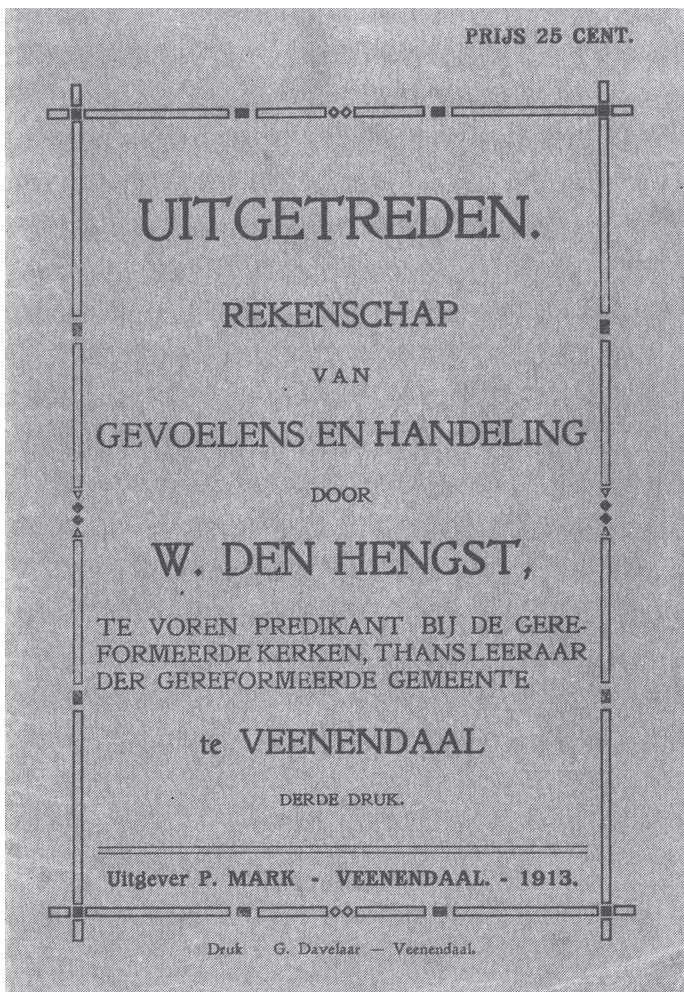 PRIJS 25 CENT.
UITGETREDEN.
REKENSCHAP
VAN
GEVOELENS EN HANDELING
DOOR
W. DEN HENGST,
TE VOREN PREDIKANT BIJ DE GERE-
FORMEERDE KERKEN, THANS LEERAAR
DER GEREFORMEERDE GEMEENTE
te VEENENDAAL
DERDE DRUK.
Uitgever P. MARK - VEENENDAAL. - 1913.
Druk - G. Davelaar — Veenendaal.